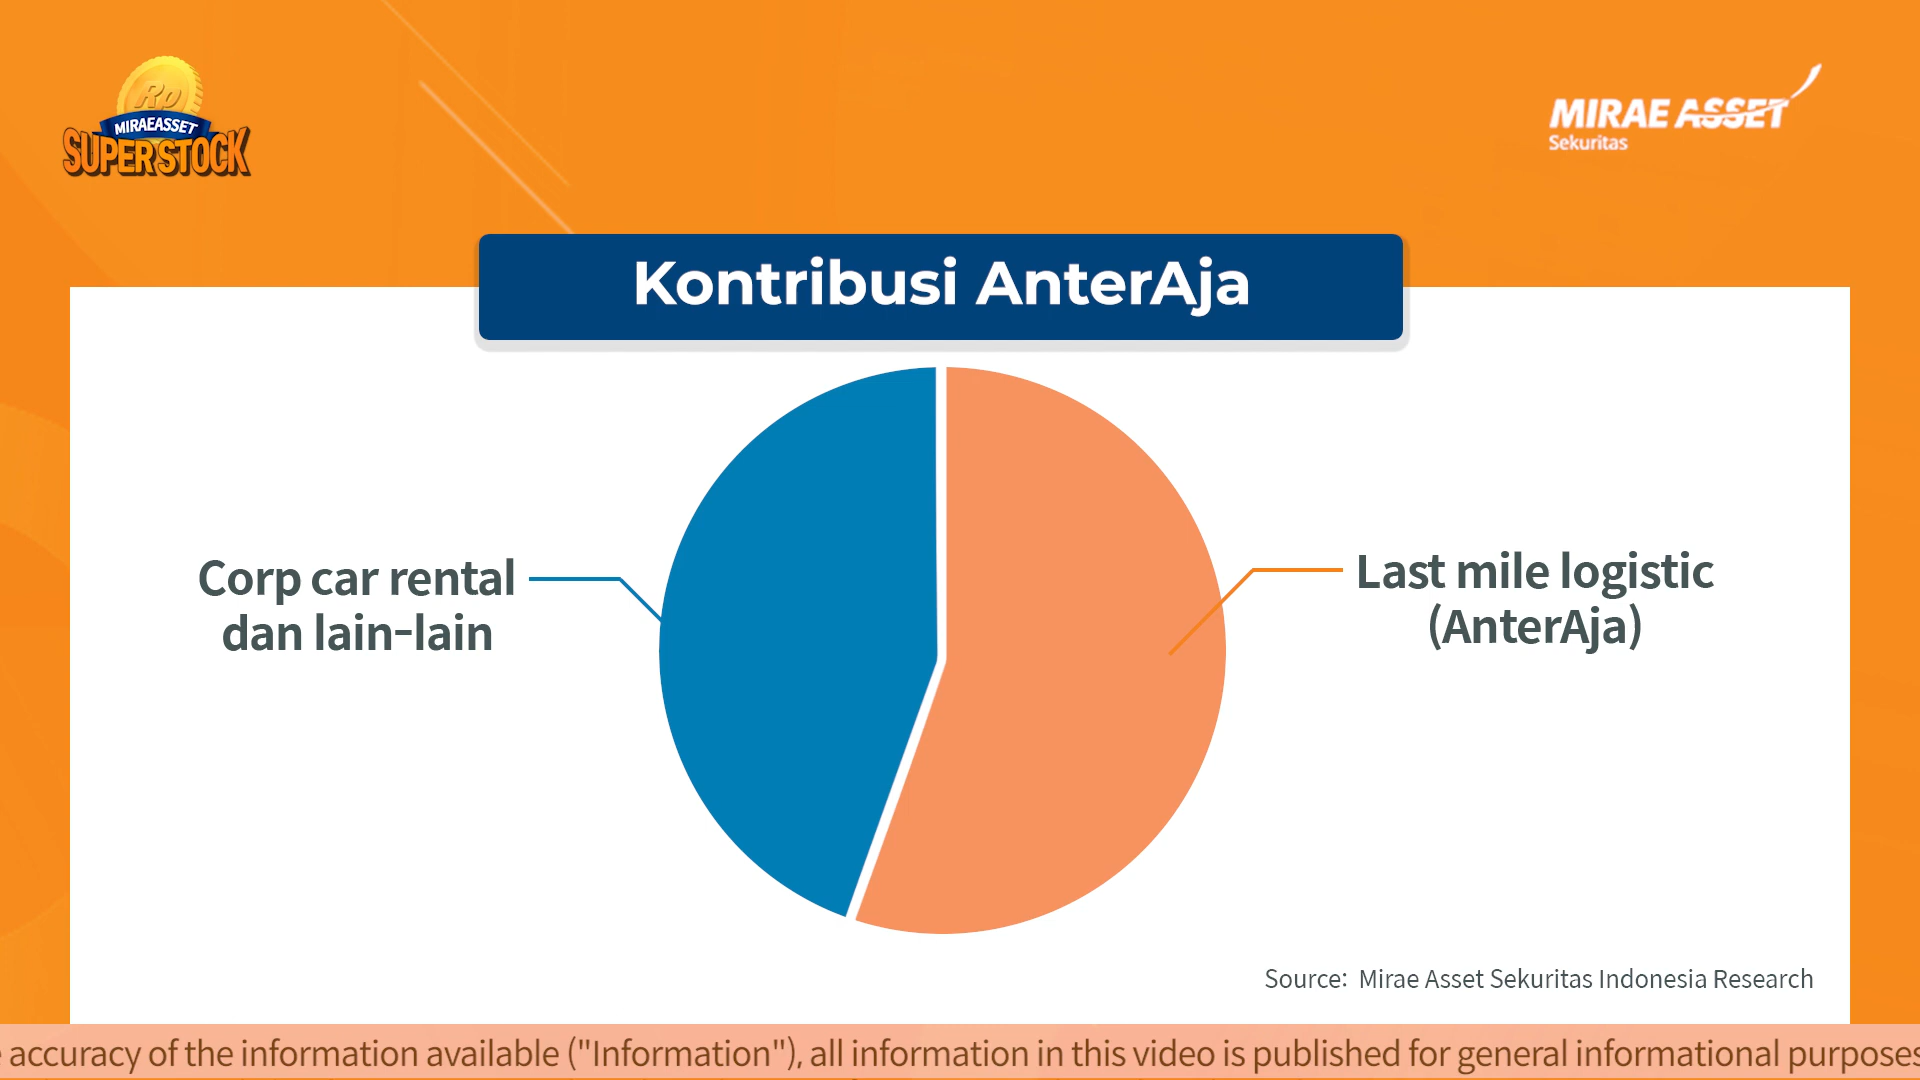 Rp
MIRAEASSET
SUPERSTOCK
MIRAE ASSET
Sekuritas
Kontribusi AnterAja
Corp car rental
dan lain-lain
Last mile logistic
(AnterAja)
Source: Mirae Asset Sekuritas Indonesia Research
accuracy of the information available ("Information"), all information in this video is published for general informational purposes